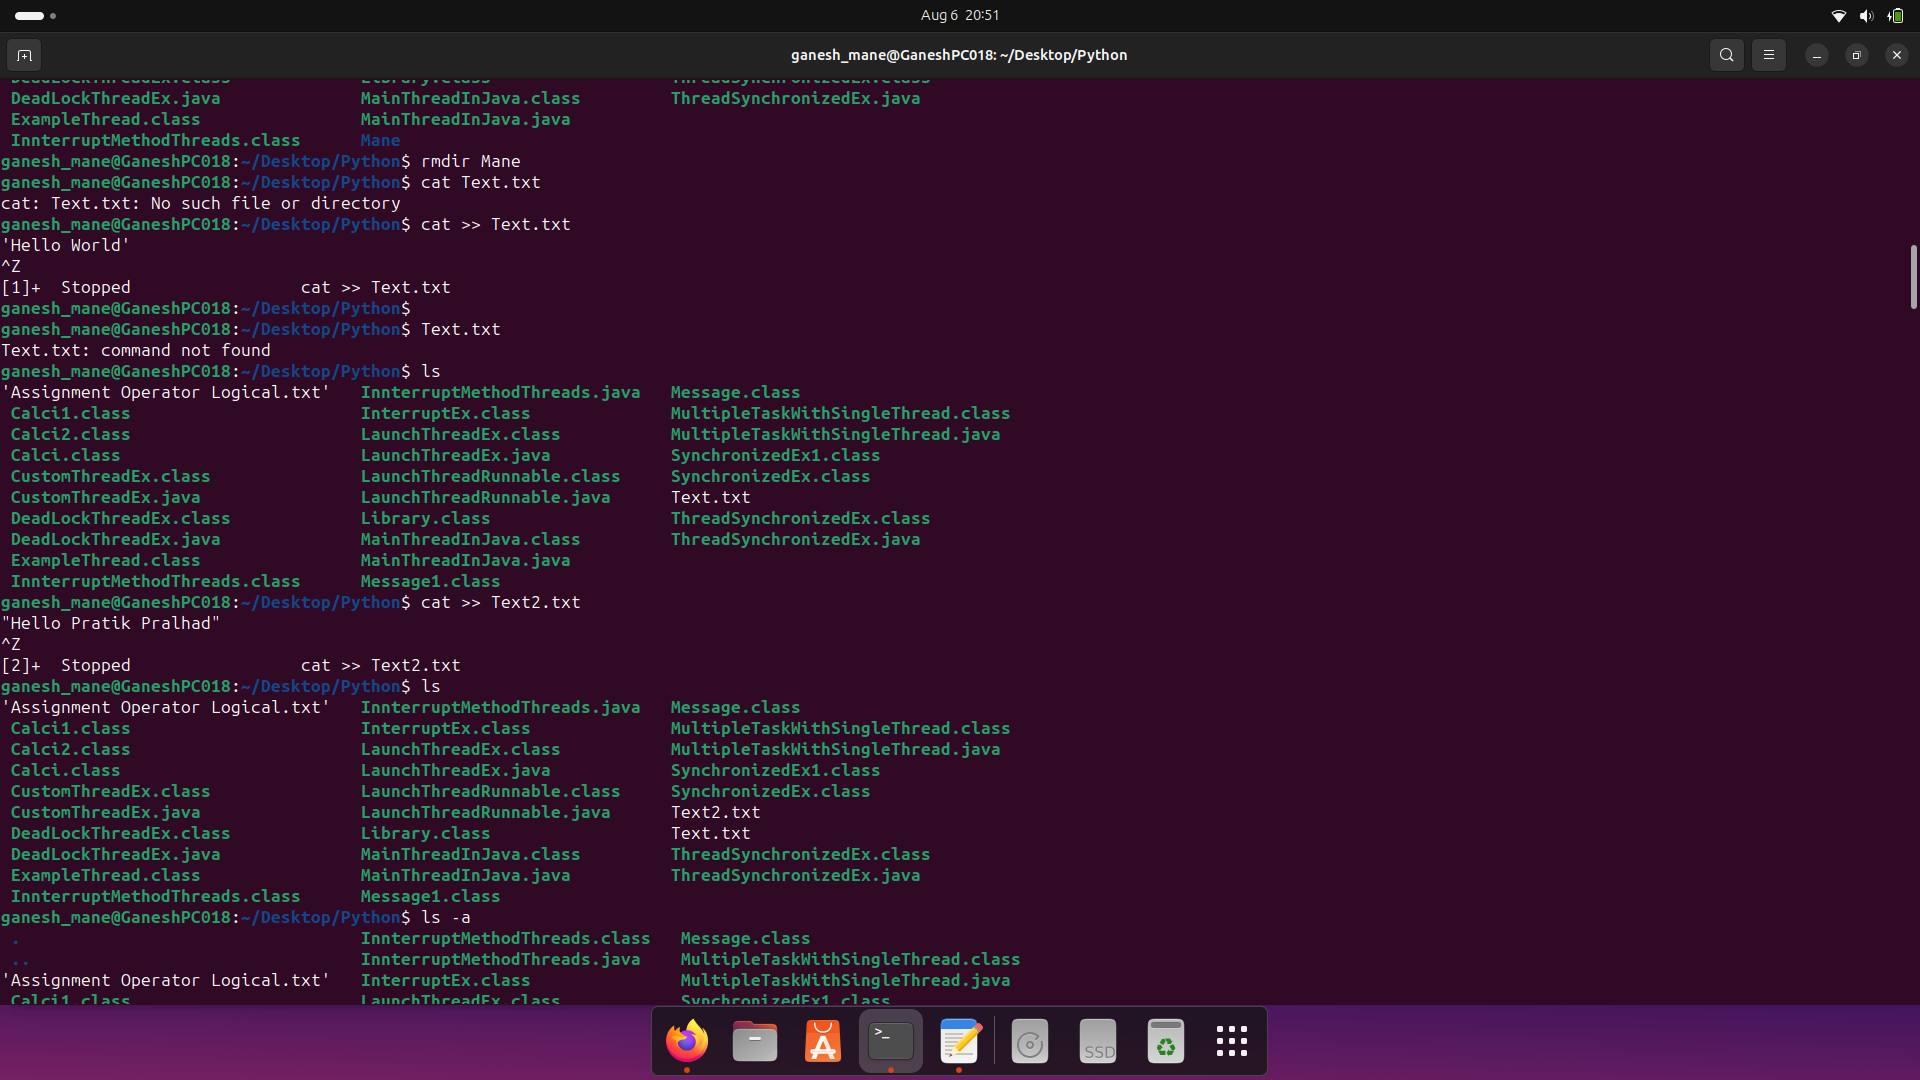 Aug 6 20:51
ganesh_mane@GaneshPC018: ~/Desktop/Python
DeadLockThreadEx.class Library.class ThreadSynchronizedEx.class
DeadLockThreadEx.java MainThreadInJava.class ThreadSynchronizedEx.java
ExampleThread.class MainThreadInJava.java
InnterruptMethodThreads.class Mane
ganesh_mane@GaneshPC018:~/Desktop/Python$ rmdir Mane
ganesh_mane@GaneshPC018:~/Desktop/Python$ cat Text.txt
cat: Text.txt: No such file or directory
ganesh_mane@GaneshPC018:~/Desktop/Python$ cat >> Text.txt
'Hello World'
^Z
[1]+  Stopped                 cat >> Text.txt
ganesh_mane@GaneshPC018:~/Desktop/Python$
ganesh_mane@GaneshPC018:~/Desktop/Python$ Text.txt
Text.txt: command not found
ganesh_mane@GaneshPC018:~/Desktop/Python$ ls
'Assignment Operator Logical.txt' InnterruptMethodThreads.java Message.class
Calci1.class InterruptEx.class MultipleTaskWithSingleThread.class
Calci2.class LaunchThreadEx.class MultipleTaskWithSingleThread.java
Calci.class LaunchThreadEx.java SynchronizedEx1.class
CustomThreadEx.class LaunchThreadRunnable.class SynchronizedEx.class
CustomThreadEx.java LaunchThreadRunnable.java Text.txt
DeadLockThreadEx.class Library.class ThreadSynchronizedEx.class
DeadLockThreadEx.java MainThreadInJava.class ThreadSynchronizedEx.java
ExampleThread.class MainThreadInJava.java
InnterruptMethodThreads.class Message1.class
ganesh_mane@GaneshPC018:~/Desktop/Python$ cat >> Text2.txt
"Hello Pratik Pralhad"
^Z
[2]+  Stopped                 cat >> Text2.txt
ganesh_mane@GaneshPC018:~/Desktop/Python$ ls
'Assignment Operator Logical.txt' InnterruptMethodThreads.java Message.class
Calci1.class InterruptEx.class MultipleTaskWithSingleThread.class
Calci2.class LaunchThreadEx.class MultipleTaskWithSingleThread.java
Calci.class LaunchThreadEx.java SynchronizedEx1.class
CustomThreadEx.class LaunchThreadRunnable.class SynchronizedEx.class
CustomThreadEx.java LaunchThreadRunnable.java Text2.txt
DeadLockThreadEx.class Library.class Text.txt
DeadLockThreadEx.java MainThreadInJava.class ThreadSynchronizedEx.class
ExampleThread.class MainThreadInJava.java ThreadSynchronizedEx.java
InnterruptMethodThreads.class Message1.class
ganesh_mane@GaneshPC018:~/Desktop/Python$ ls -a
. InnterruptMethodThreads.class Message.class
.. InnterruptMethodThreads.java MultipleTaskWithSingleThread.class
'Assignment Operator Logical.txt' InterruptEx.class MultipleTaskWithSingleThread.java
Calci1.class LaunchThreadEx.class SynchronizedEx1.class
>_
SSD